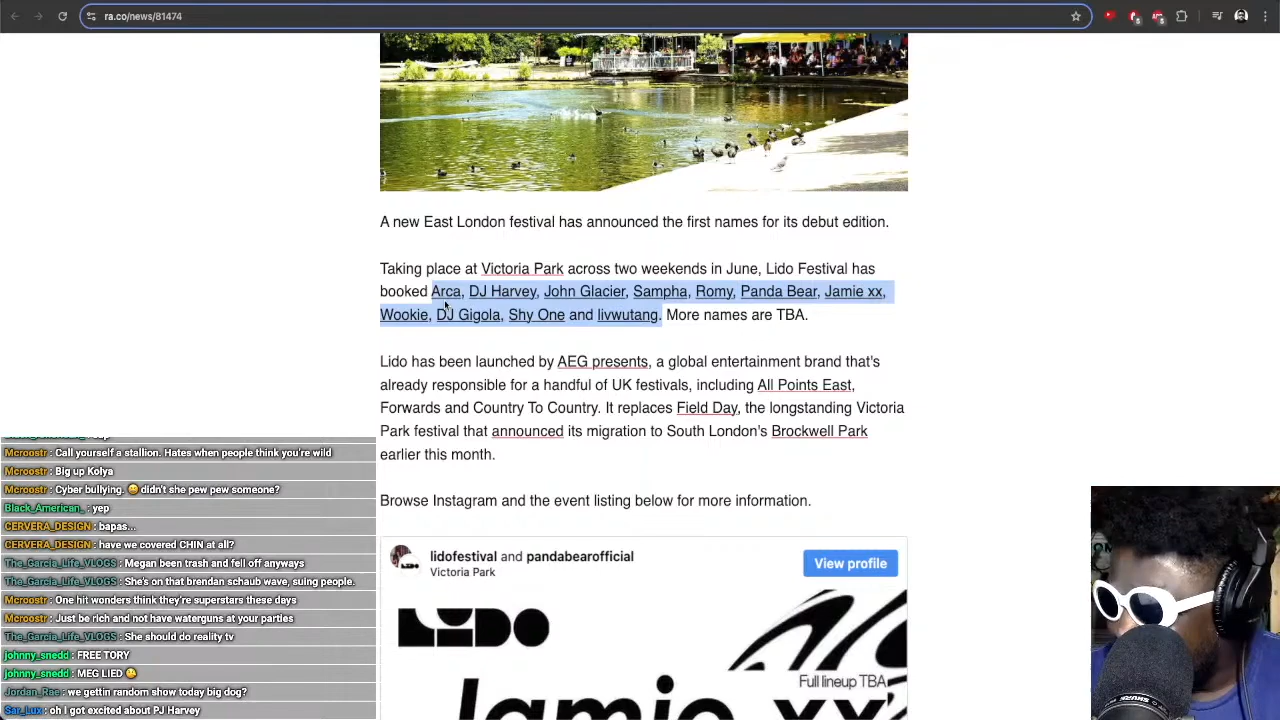 ra.co/news/81474
A new East London festival has announced the first names for its debut edition.
Taking place at Victoria Park across two weekends in June, Lido Festival has
booked Arca, DJ Harvey, John Glacier, Sampha, Romy, Panda Bear, Jamie xx,
Wookie, DJ Gigola, Shy One and livwutang. More names are TBA.
Lido has been launched by AEG presents, a global entertainment brand that's
already responsible for a handful of UK festivals, including All Points East,
Forwards and Country To Country. It replaces Field Day, the longstanding Victoria
Park festival that announced its migration to South London's Brockwell Park
earlier this month.
Browse Instagram and the event listing below for more information.
lidofestival and pandabearofficial
Victoria Park
View profile
LIDO
Full lineup TBA
Jamie xx
Mcroostr : Call yourself a stallion. Hates when people think you're wild
Mcroostr : Big up Kolya
Mcroostr : Cyber bullying. 😄 didn't she pew pew someone?
Black_American_ : yep
CERVERA_DESIGN : bapas...
CERVERA_DESIGN : have we covered CHIN at all?
The_Garcia_Life_VLOGS : Megan been trash and fell off anyways
The_Garcia_Life_VLOGS : She's on that brendan schaub wave, suing people.
Mcroostr : One hit wonders think they're superstars these days
Mcroostr : Just be rich and not have waterguns at your parties
The_Garcia_Life_VLOGS : She should do reality tv
johnny_snedd : FREE TORY
johnny_snedd : MEG LIED 🤥
Jordan_Rae : we gettin random show today big dog?
Sar_Lux : oh I got excited about PJ Harvey